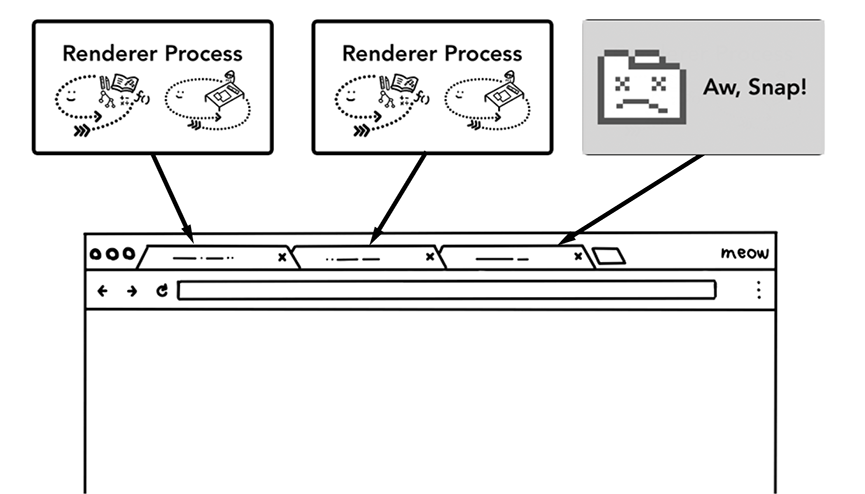 Renderer Process
Renderer Process
Aw, Snap!
meow